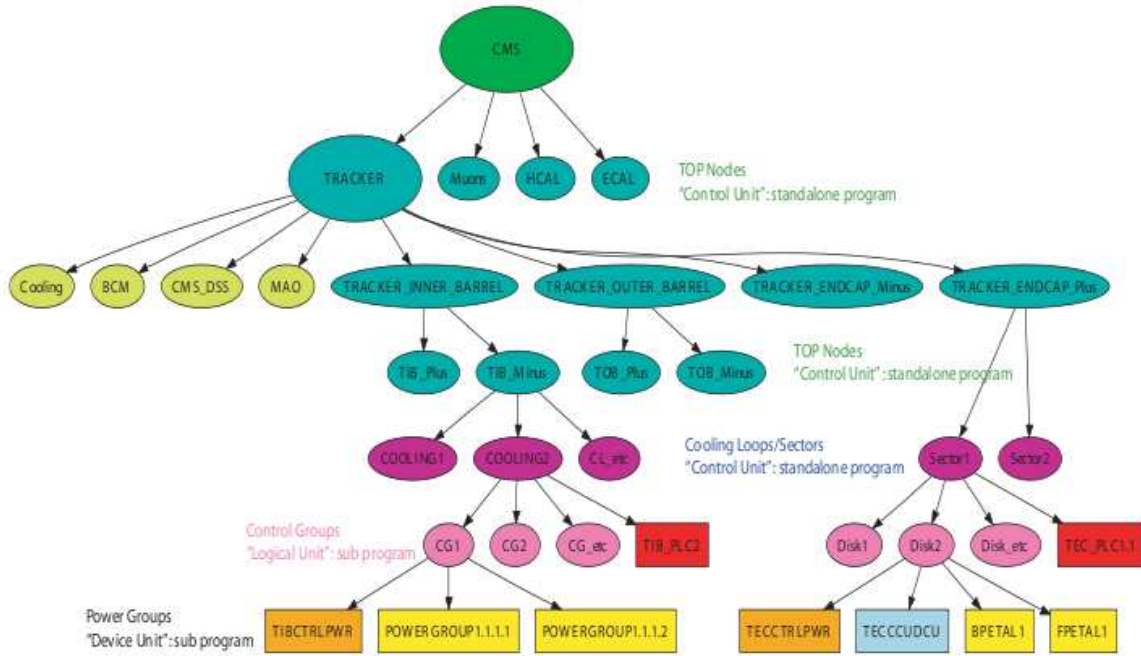 CMS
TRACKER
Muons
HCAL
ECAL
TOP Nodes
"Control Unit": standalone program
Cooling
BCM
CMS_DSS
MAO
TRACKER_INNER_BARREL
TRACKER_OUTER_BARREL
TRACKER_ENDCAP_Minus
TRACKER_ENDCAP_Plus
TIB_Plus
TIB_Minus
TOB_Plus
TOB_Minus
TOP Nodes
"Control Unit": standalone program
COOLING1
COOLING2
CL_etc
Cooling Loops/Sectors
"Control Unit": standalone program
Sector1
Sector2
Control Groups
"Logical Unit": sub program
CG1
CG2
CG_etc
TIB_PLC2
Disk1
Disk2
Disk_etc
TEC_PLC1.1
Power Groups
"Device Unit": sub program
TIBCTRLPWR
POWERGROUP1.1.1.1
POWERGROUP1.1.1.2
TECCTRLPWR
TECCCUDCU
BPETAL1
FPETAL1